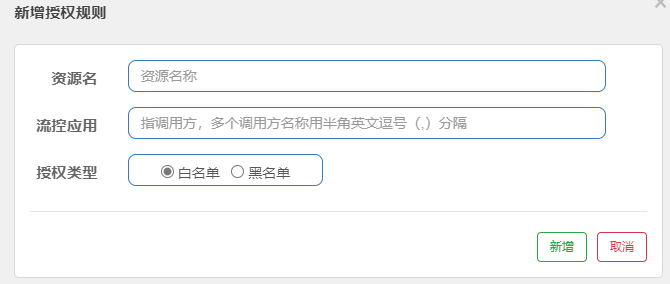 新增授权规则
资源名 资源名称
流控应用 指调用方，多个调用方名称用半角英文逗号（,）分隔
授权类型 白名单 黑名单
新增 取消